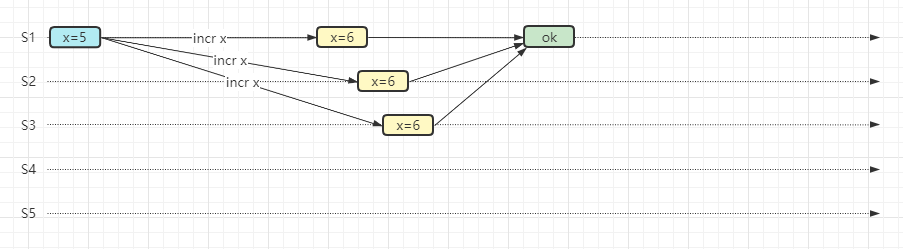 S1 x=5 incr x x=6 ok
S2 incr x x=6
S3 incr x x=6
S4
S5